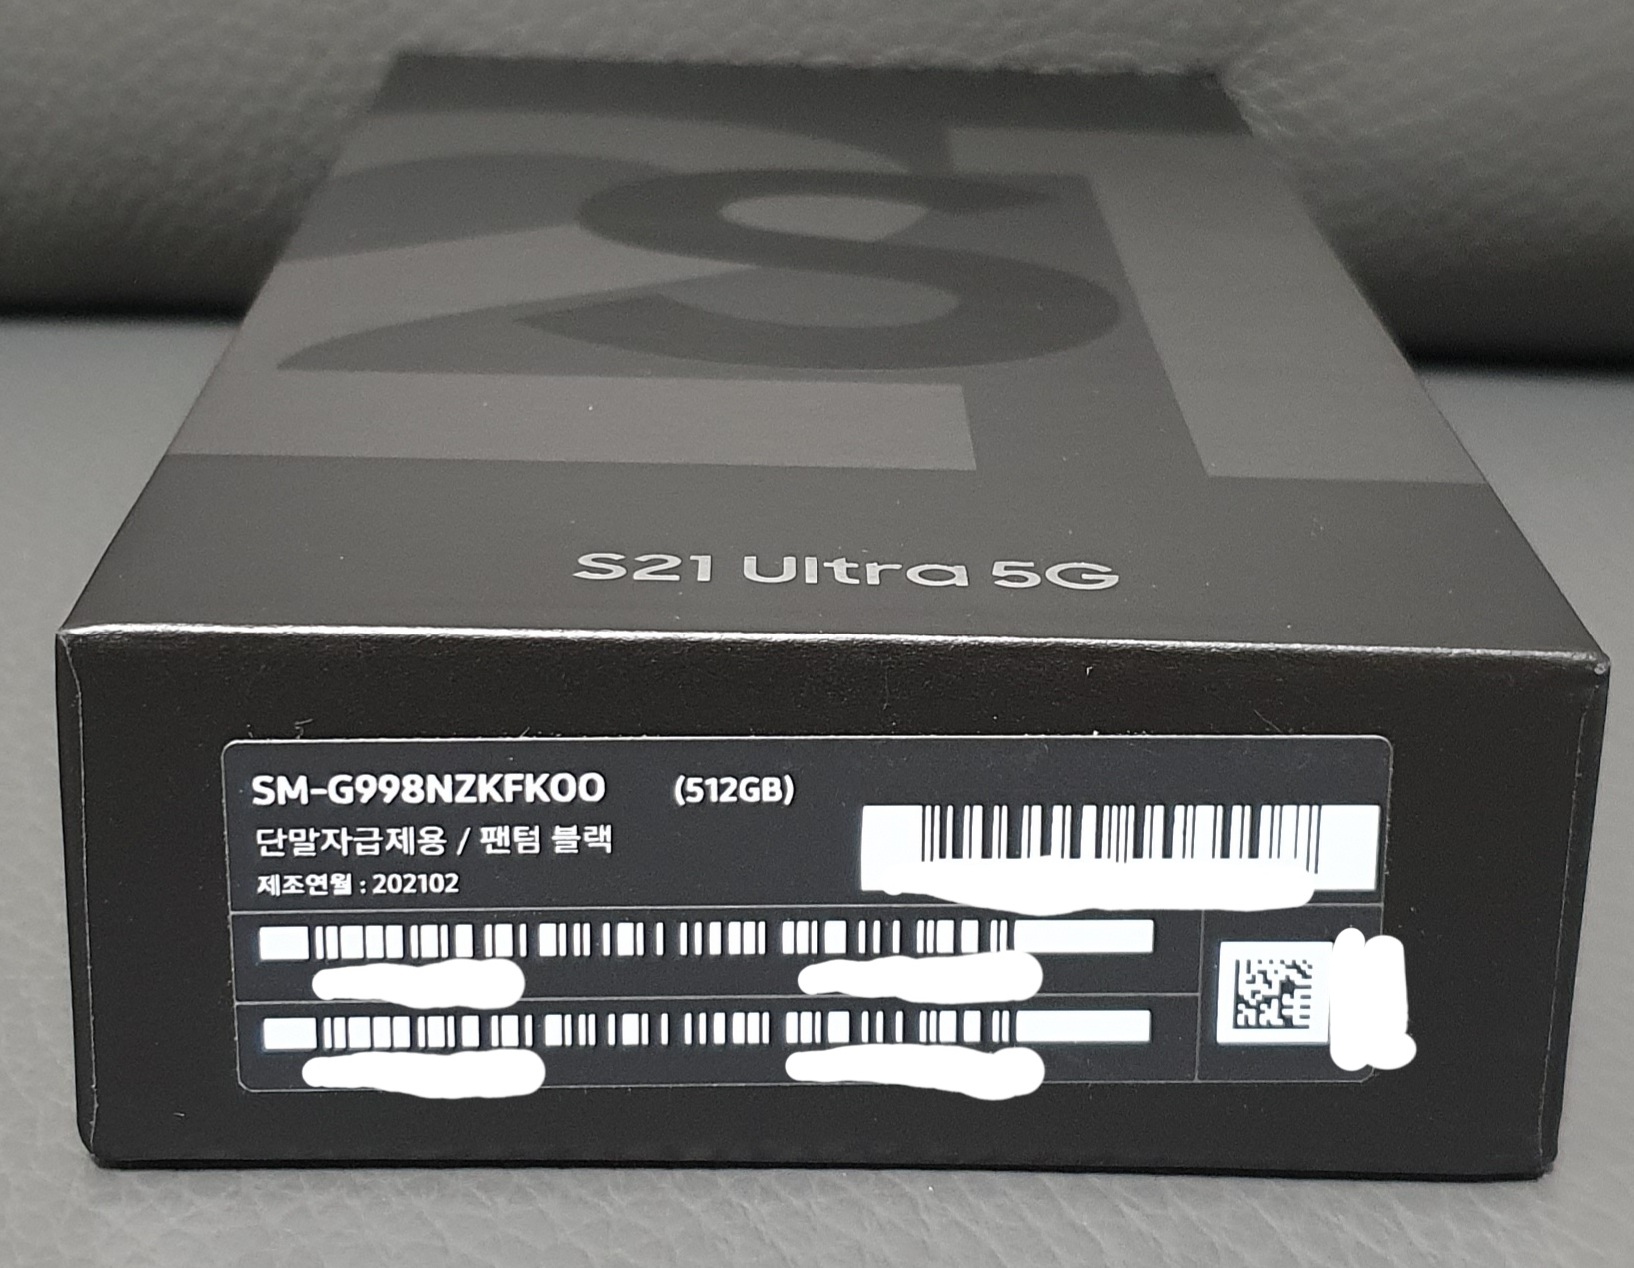 S21 Ultra 5G
SM-G998NZKFKOO (512GB)
단말자급제용 / 팬텀 블랙
제조연월 : 202102